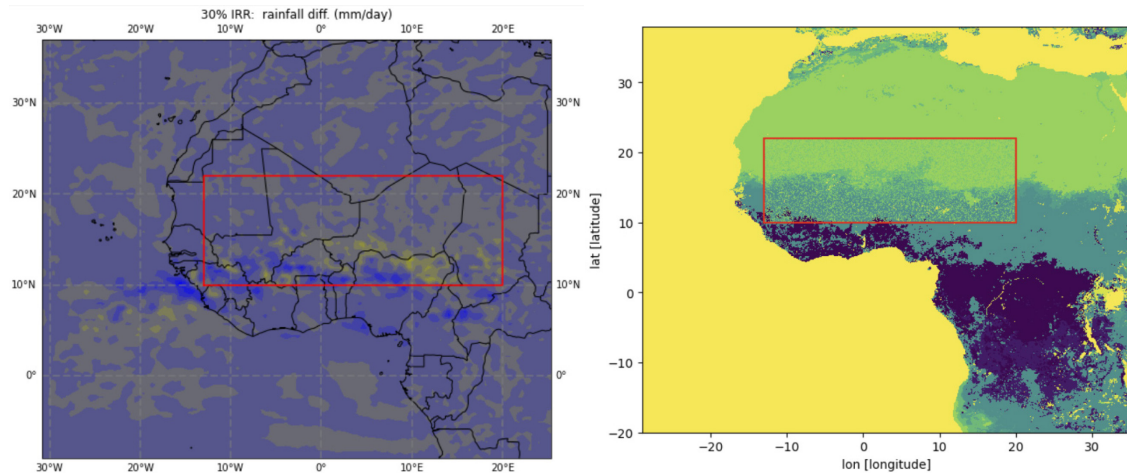 30% IRR: rainfall diff. (mm/day)
30°W 20°W 10°W 0° 10°E 20°E
30°N 30°N
20°N 20°N
10°N 10°N
0° 0°
30°W 20°W 10°W 0° 10°E 20°E
30
20
10
0
−10
−20
lat [latitude]
−20 −10 0 10 20 30
lon [longitude]